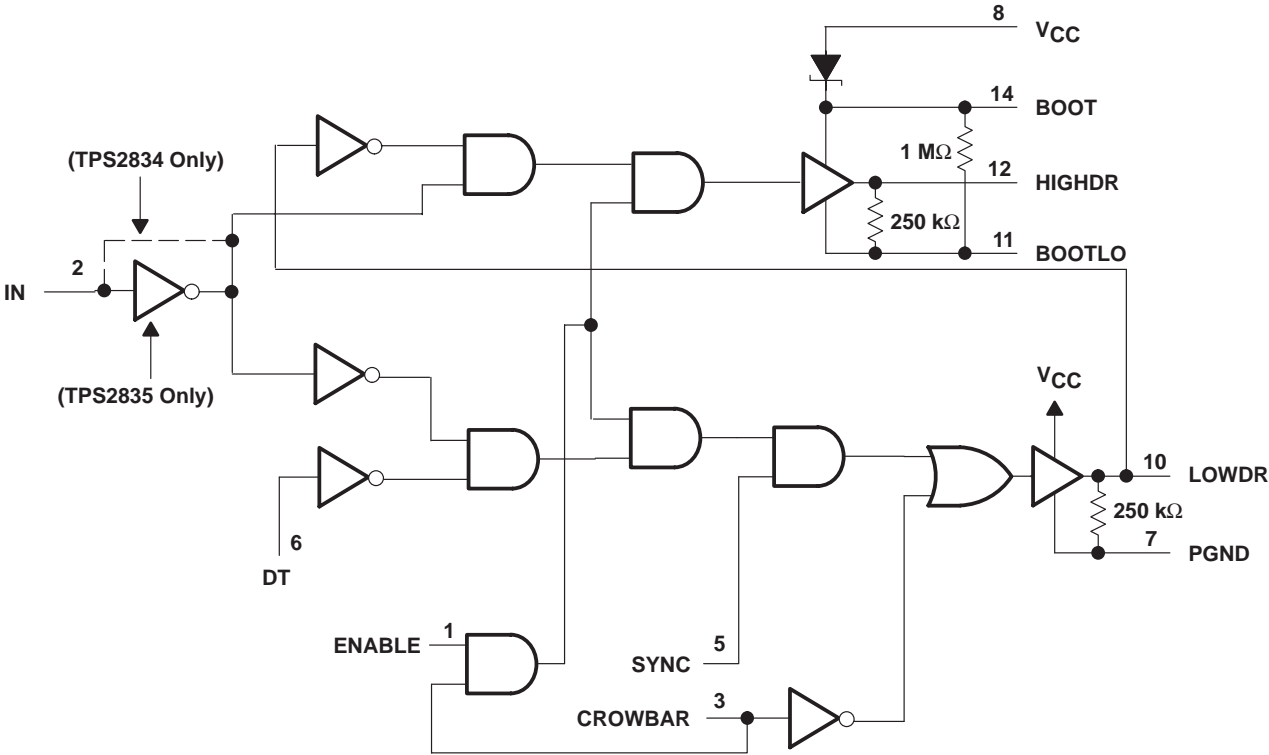 8
VCC
14
BOOT
(TPS2834 Only)
1 MΩ
12
HIGHDR
250 kΩ
2
11
BOOTLO
IN
VCC
(TPS2835 Only)
10
LOWDR
250 kΩ
6
7
PGND
DT
1
ENABLE
5
SYNC
3
CROWBAR